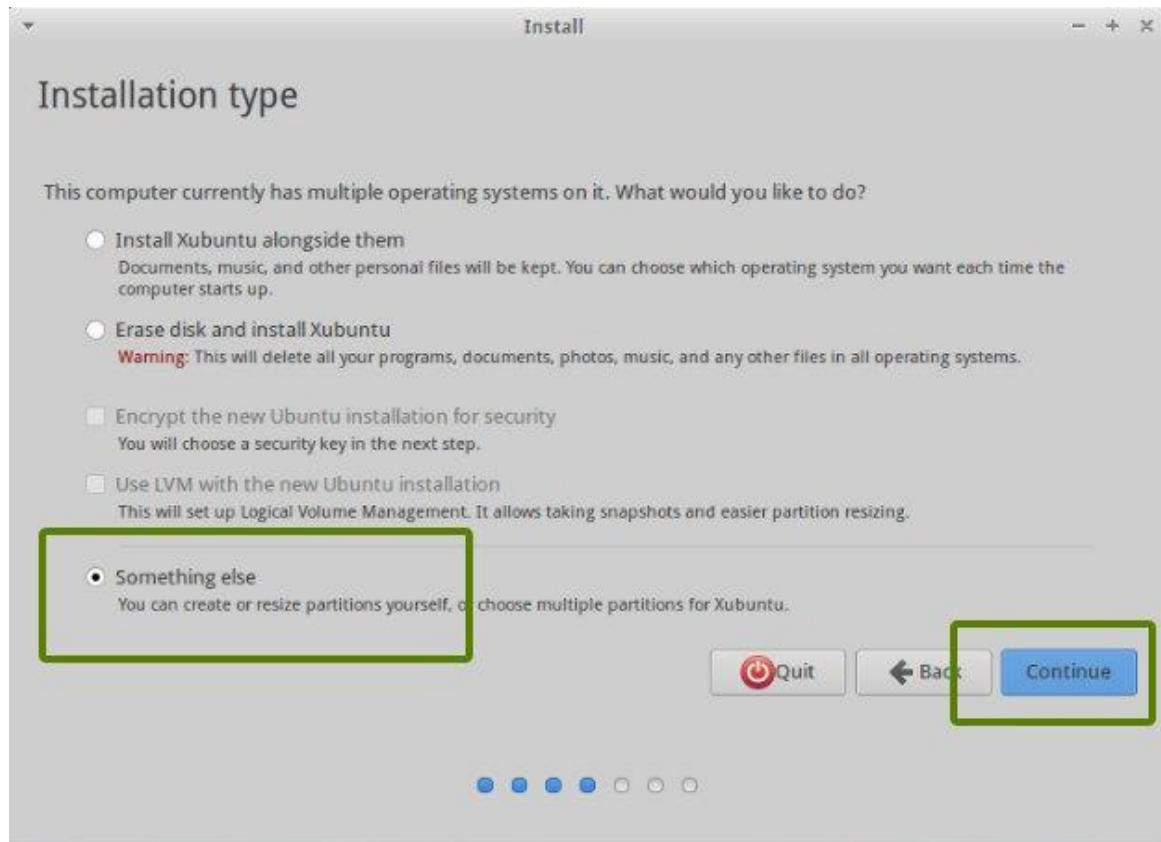 Install
Installation type
This computer currently has multiple operating systems on it. What would you like to do?
Install Xubuntu alongside them
Documents, music, and other personal files will be kept. You can choose which operating system you want each time the
computer starts up.
Erase disk and install Xubuntu
Warning: This will delete all your programs, documents, photos, music, and any other files in all operating systems.
Encrypt the new Ubuntu installation for security
You will choose a security key in the next step.
Use LVM with the new Ubuntu installation
This will set up Logical Volume Management. It allows taking snapshots and easier partition resizing.
Something else
You can create or resize partitions yourself, or choose multiple partitions for Xubuntu.
Quit
Back
Continue